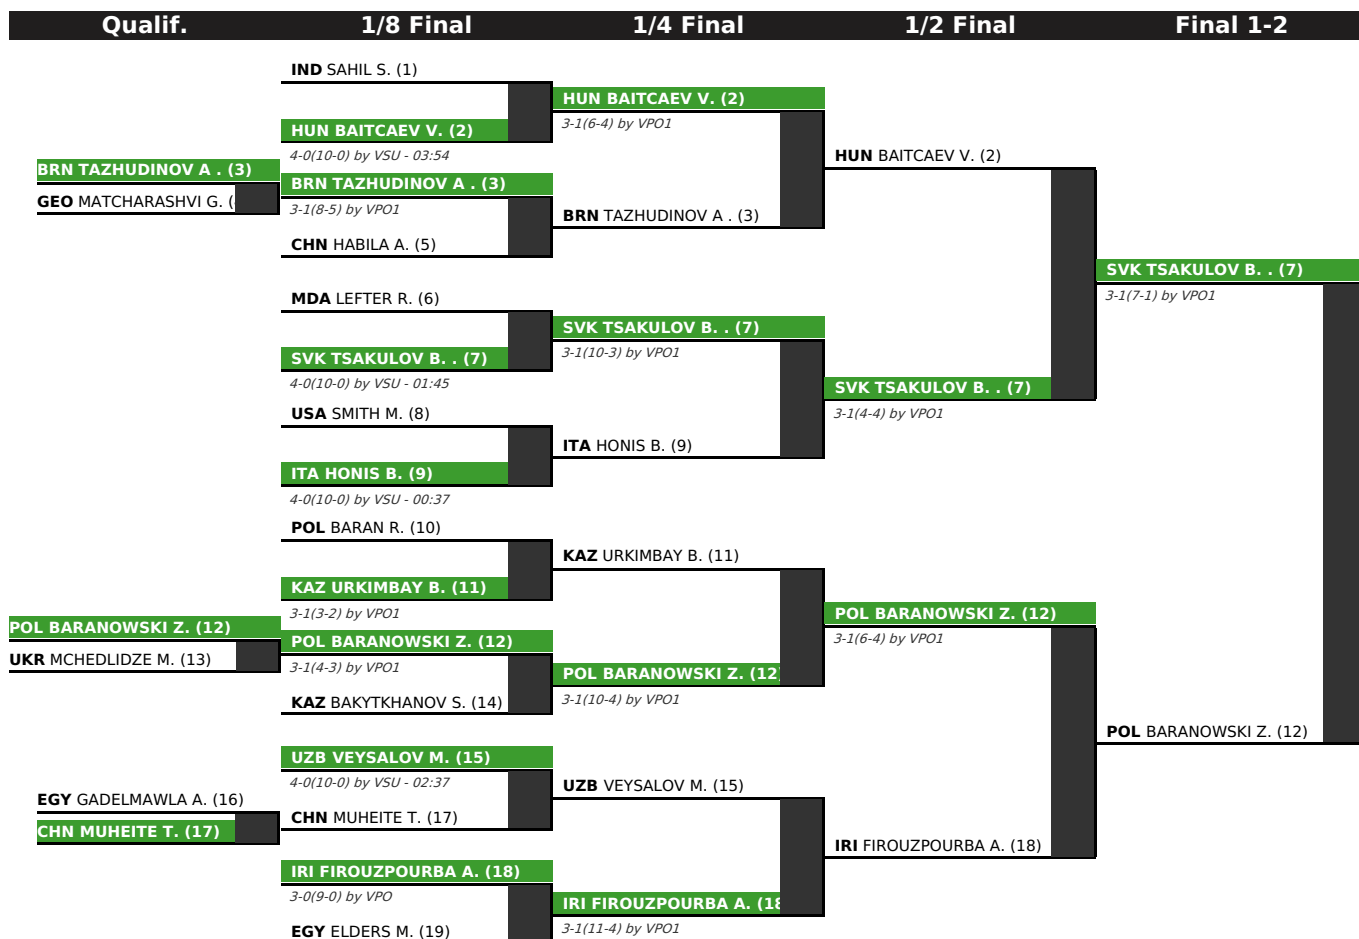 Qualif. 1/8 Final 1/4 Final 1/2 Final Final 1-2
BRN TAZHUDINOV A . (3)
GEO MATCHARASHVI G. (
POL BARANOWSKI Z. (12)
UKR MCHEDLIDZE M. (13)
EGY GADELMAWLA A. (16)
CHN MUHEITE T. (17)
IND SAHIL S. (1)
HUN BAITCAEV V. (2)
4-0(10-0) by VSU - 03:54
BRN TAZHUDINOV A . (3)
3-1(8-5) by VPO1
CHN HABILA A. (5)
MDA LEFTER R. (6)
SVK TSAKULOV B. . (7)
4-0(10-0) by VSU - 01:45
USA SMITH M. (8)
ITA HONIS B. (9)
4-0(10-0) by VSU - 00:37
POL BARAN R. (10)
KAZ URKIMBAY B. (11)
3-1(3-2) by VPO1
POL BARANOWSKI Z. (12)
3-1(4-3) by VPO1
KAZ BAKYTKHANOV S. (14)
UZB VEYSALOV M. (15)
4-0(10-0) by VSU - 02:37
CHN MUHEITE T. (17)
IRI FIROUZPOURBA A. (18)
3-0(9-0) by VPO
EGY ELDERS M. (19)
HUN BAITCAEV V. (2)
3-1(6-4) by VPO1
BRN TAZHUDINOV A . (3)
SVK TSAKULOV B. . (7)
3-1(10-3) by VPO1
ITA HONIS B. (9)
KAZ URKIMBAY B. (11)
POL BARANOWSKI Z. (12
3-1(10-4) by VPO1
UZB VEYSALOV M. (15)
IRI FIROUZPOURBA A. (18
3-1(11-4) by VPO1
HUN BAITCAEV V. (2)
SVK TSAKULOV B. . (7)
3-1(4-4) by VPO1
POL BARANOWSKI Z. (12)
3-1(6-4) by VPO1
IRI FIROUZPOURBA A. (18)
SVK TSAKULOV B. . (7)
3-1(7-1) by VPO1
POL BARANOWSKI Z. (12)